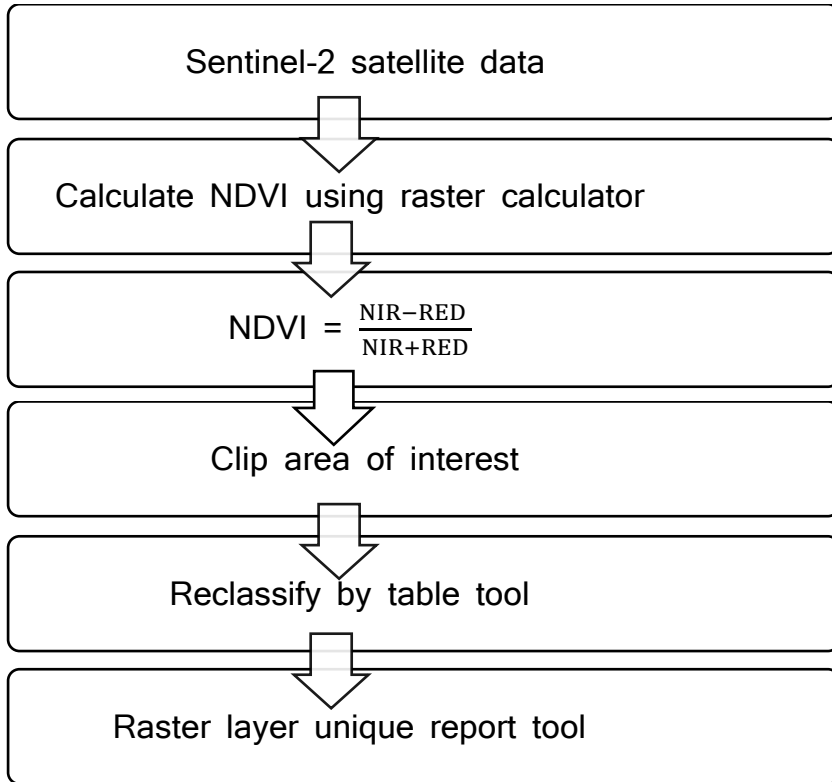 Sentinel-2 satellite data
Calculate NDVI using raster calculator
NDVI = NIR−RED / NIR+RED
Clip area of interest
Reclassify by table tool
Raster layer unique report tool